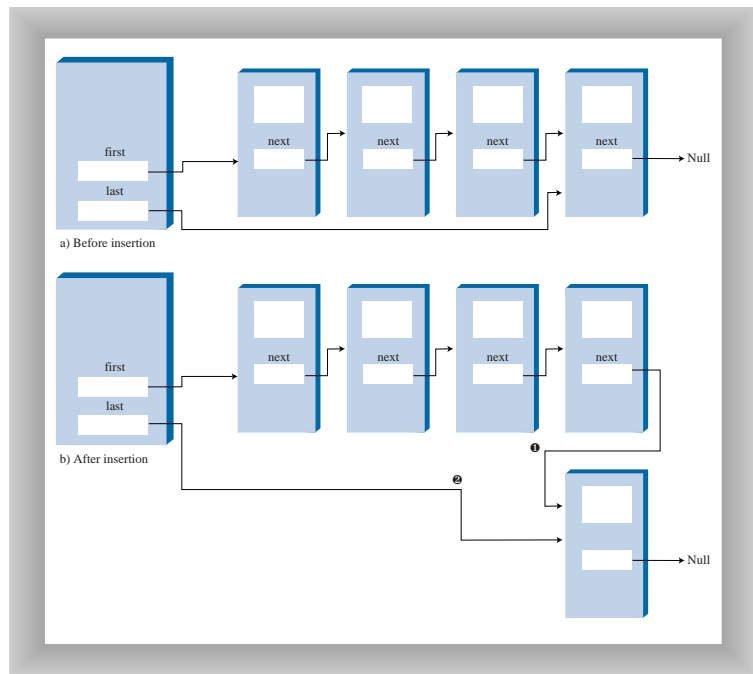 first
next
next
next
next
Null
last
a) Before insertion
first
next
next
next
next
last
b) After insertion
❶
❷
Null